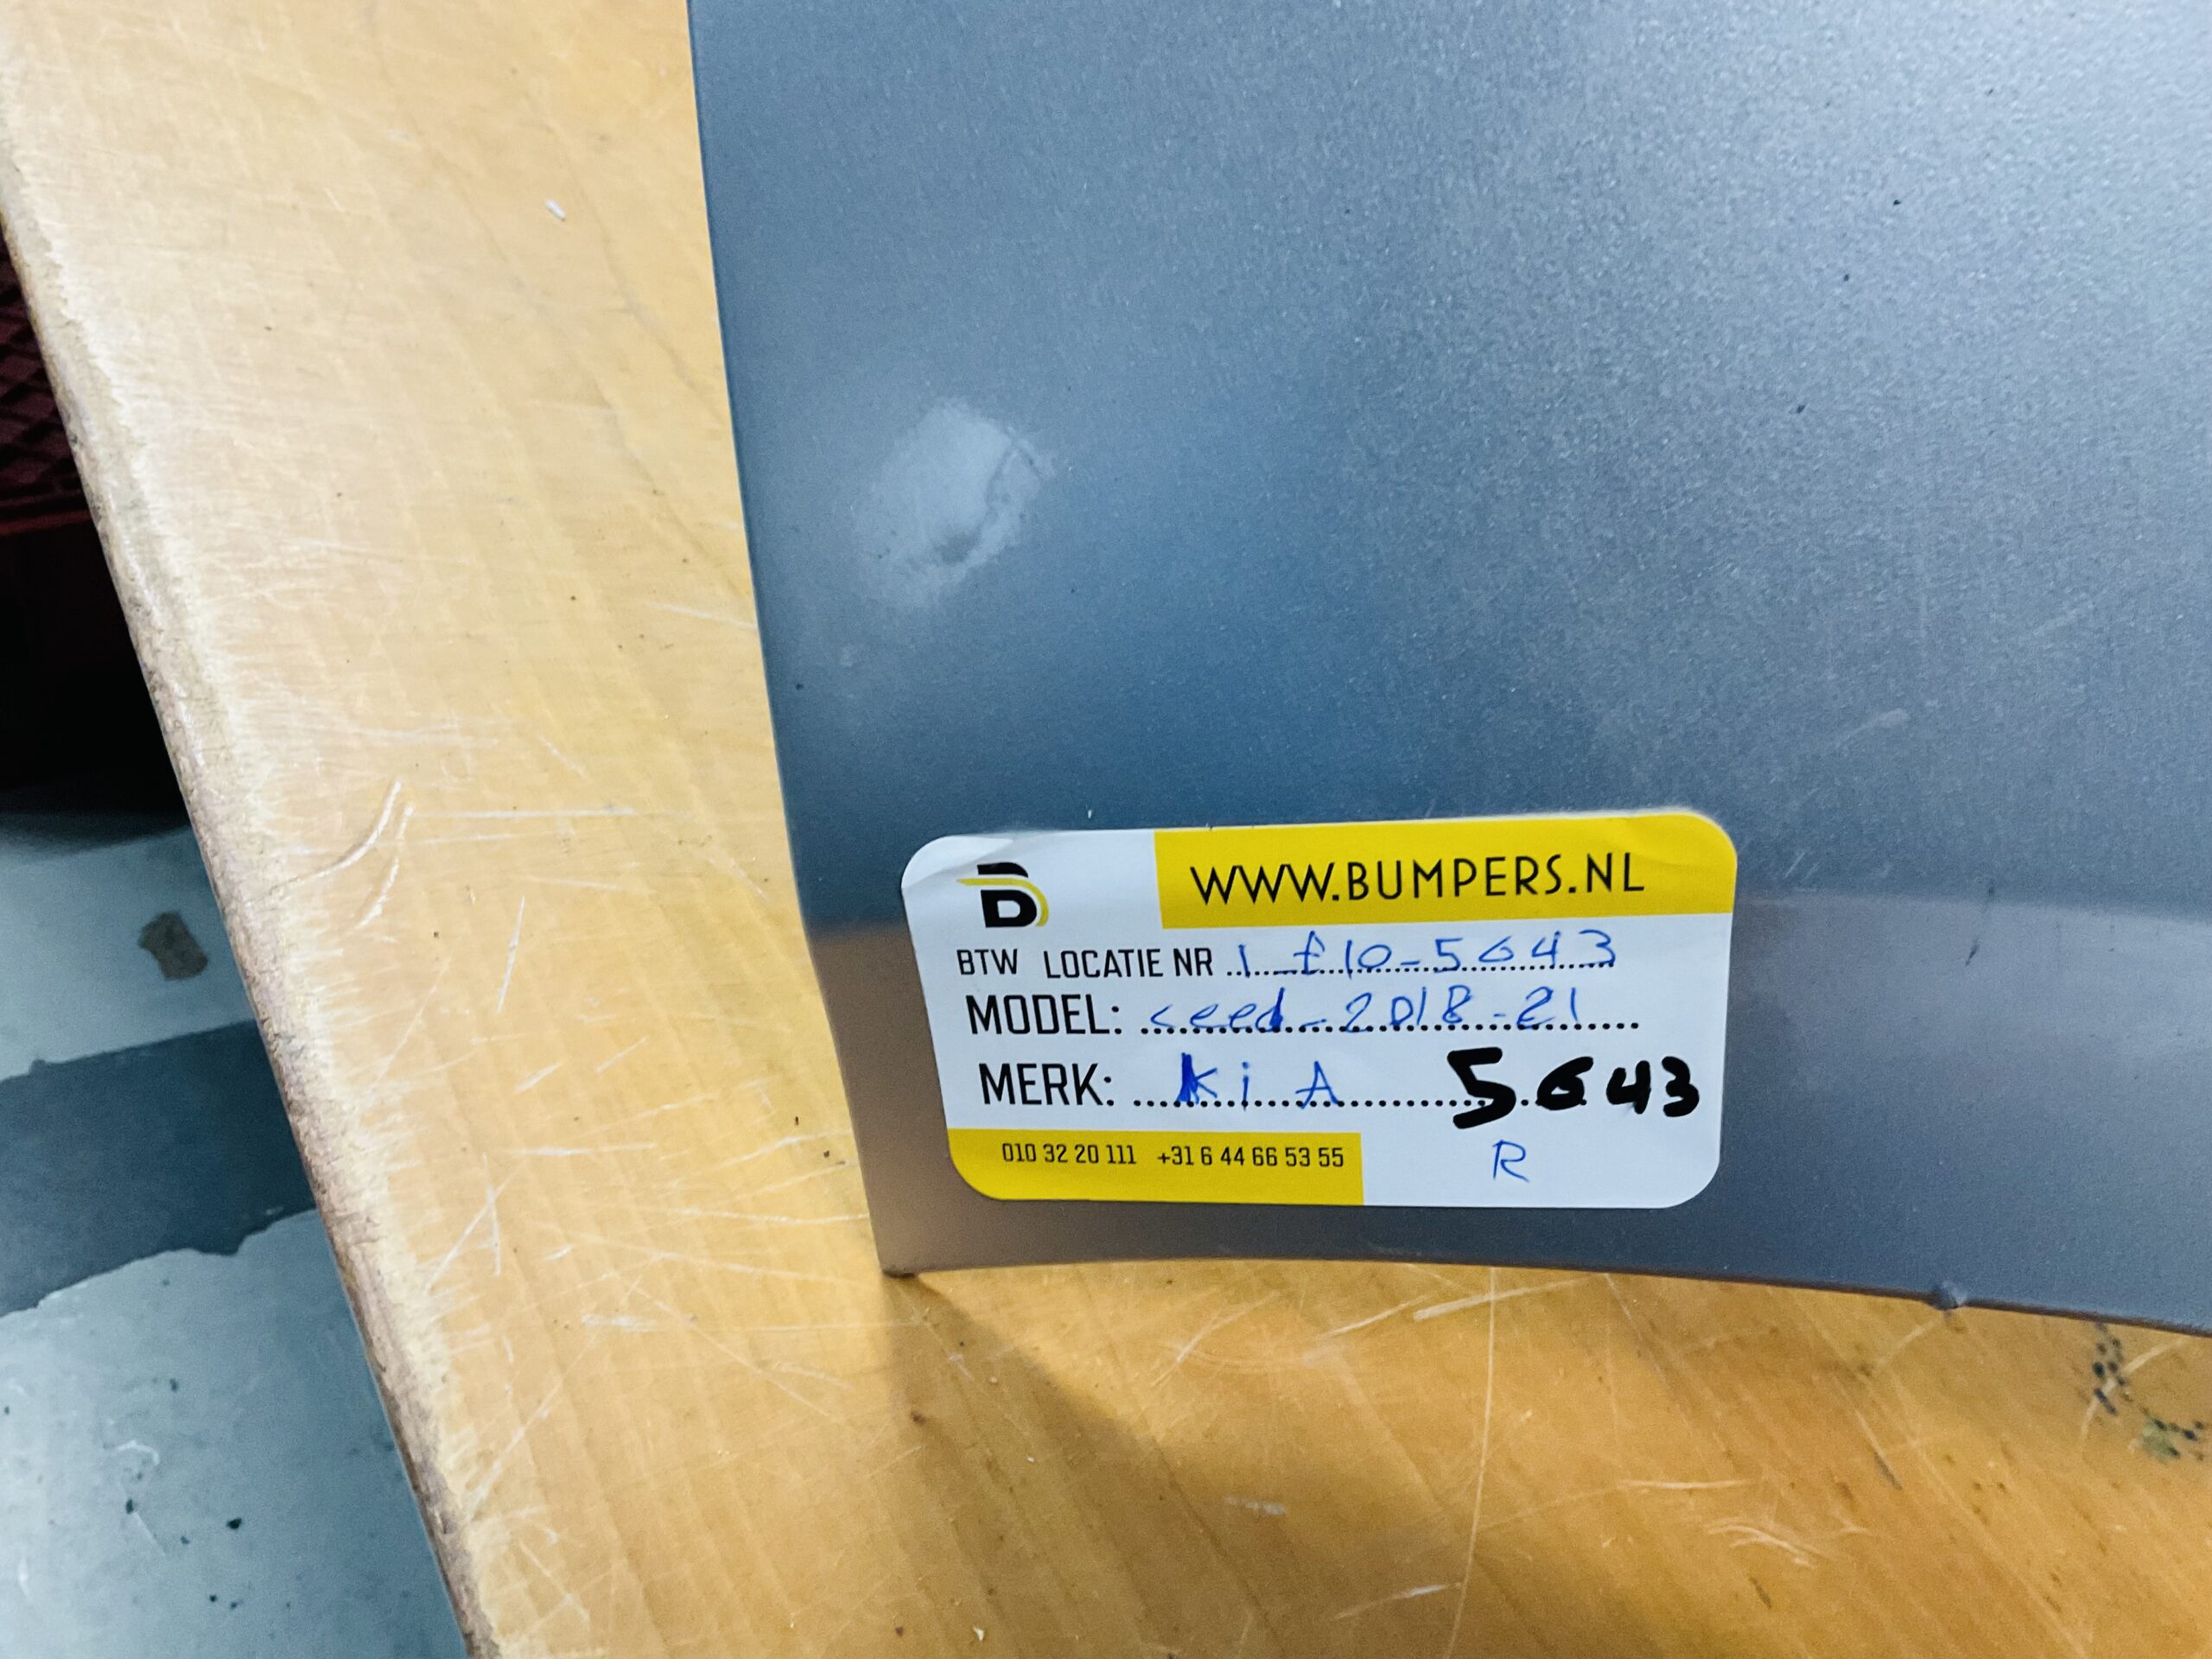 B
WWW.BUMPERS.NL
BTW LOCATIE NR 1 f10-5643
MODEL: ceed-2018-21
MERK: KiA 5643
010 32 20 111 +31 6 44 66 53 55
R